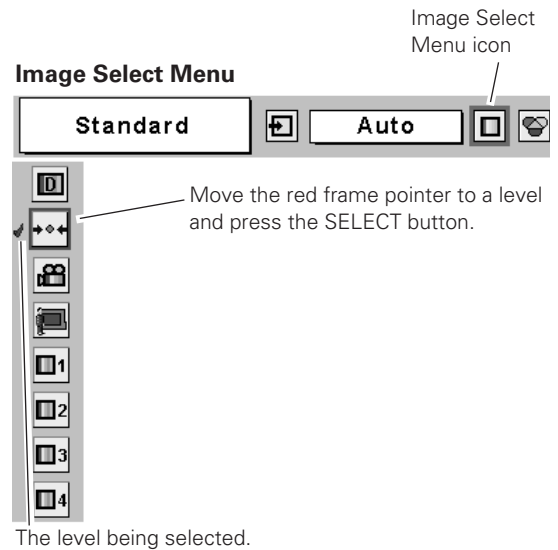 Image Select
Menu icon
Image Select Menu
Standard Auto
D
Move the red frame pointer to a level
and press the SELECT button.
1
2
3
4
The level being selected.